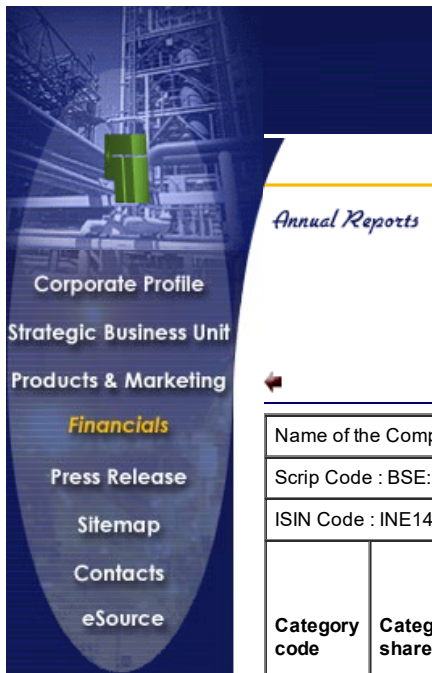 Corporate Profile
Strategic Business Unit
Products & Marketing
Financials
Press Release
Sitemap
Contacts
eSource
Annual Reports
Name of the Comp
Scrip Code : BSE:
ISIN Code : INE14
Category code
Categ
share